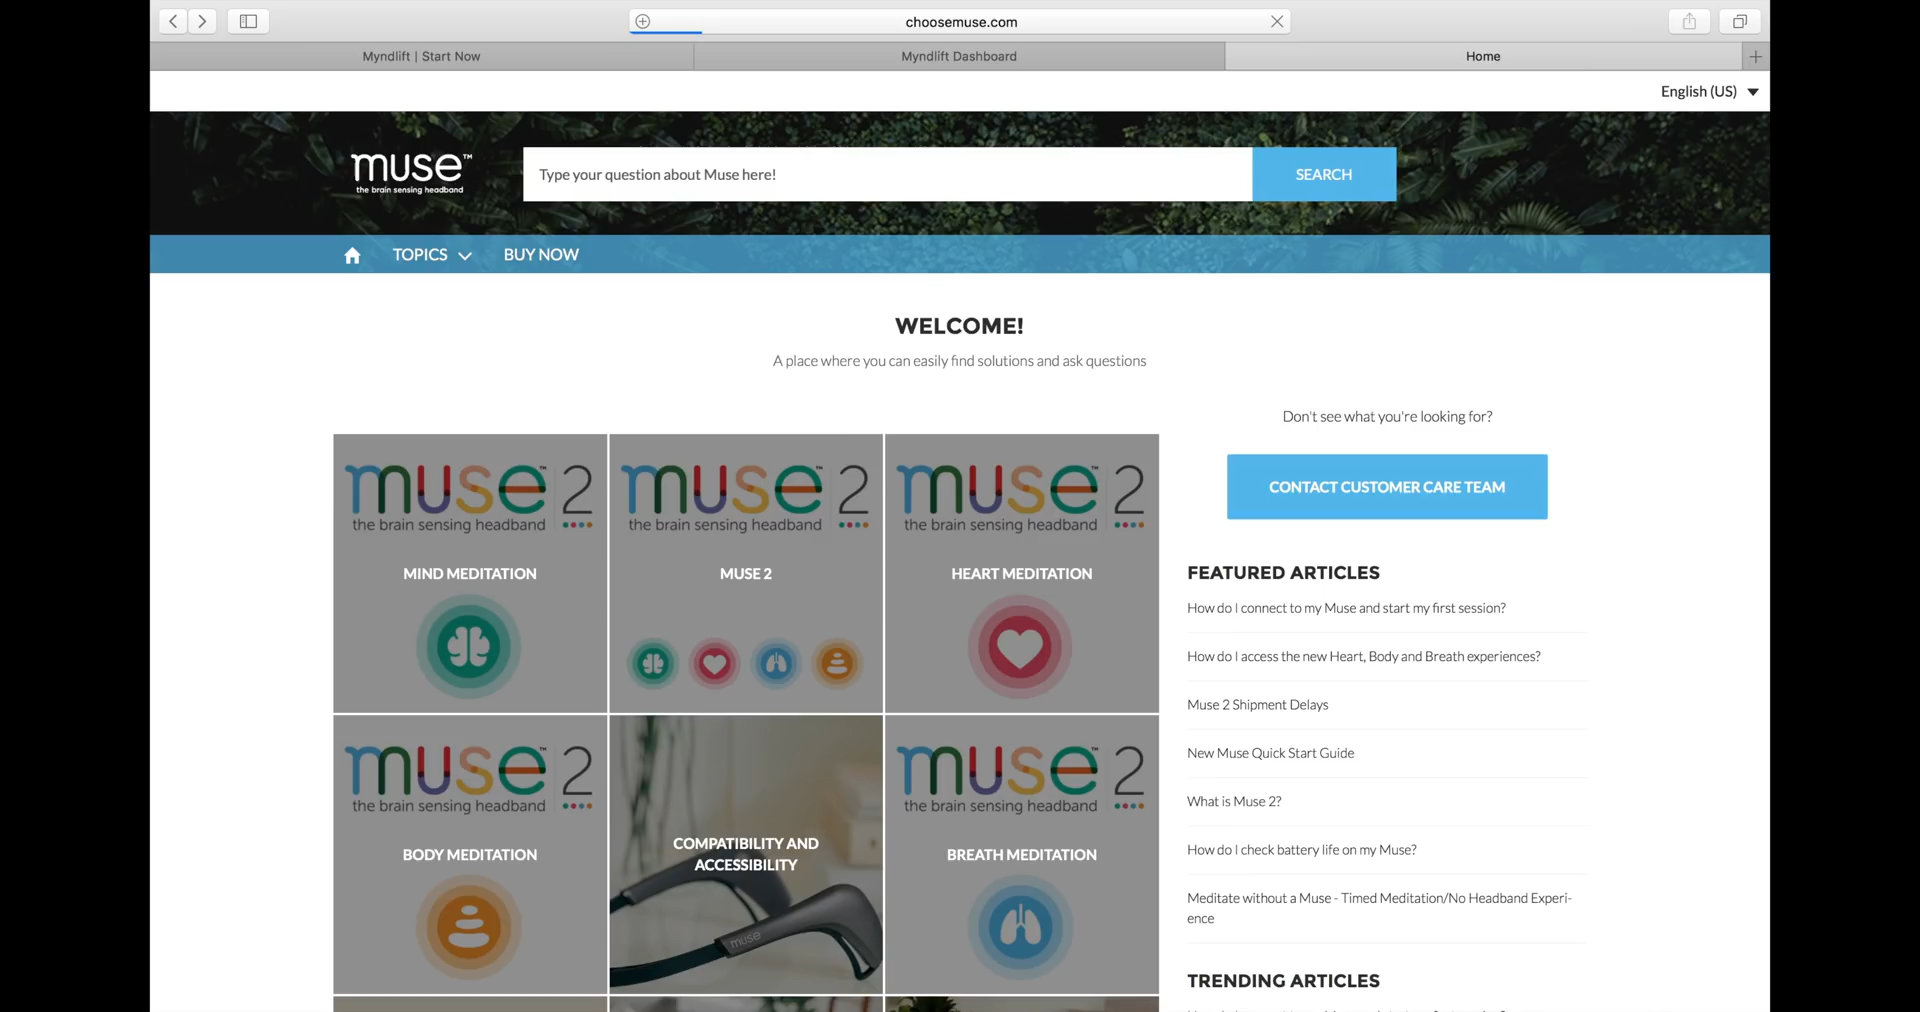 choosemuse.com
Myndlift | Start Now
Myndlift Dashboard
Home
English (US)
muse™
the brain sensing headband
Type your question about Muse here!
SEARCH
TOPICS
BUY NOW
WELCOME!
A place where you can easily find solutions and ask questions
Don't see what you're looking for?
CONTACT CUSTOMER CARE TEAM
muse™ 2
the brain sensing headband
MIND MEDITATION
muse™ 2
the brain sensing headband
MUSE 2
muse™ 2
the brain sensing headband
HEART MEDITATION
muse™ 2
the brain sensing headband
BODY MEDITATION
COMPATIBILITY AND
ACCESSIBILITY
muse
muse™ 2
the brain sensing headband
BREATH MEDITATION
FEATURED ARTICLES
How do I connect to my Muse and start my first session?
How do I access the new Heart, Body and Breath experiences?
Muse 2 Shipment Delays
New Muse Quick Start Guide
What is Muse 2?
How do I check battery life on my Muse?
Meditate without a Muse - Timed Meditation/No Headband Experi-
ence
TRENDING ARTICLES